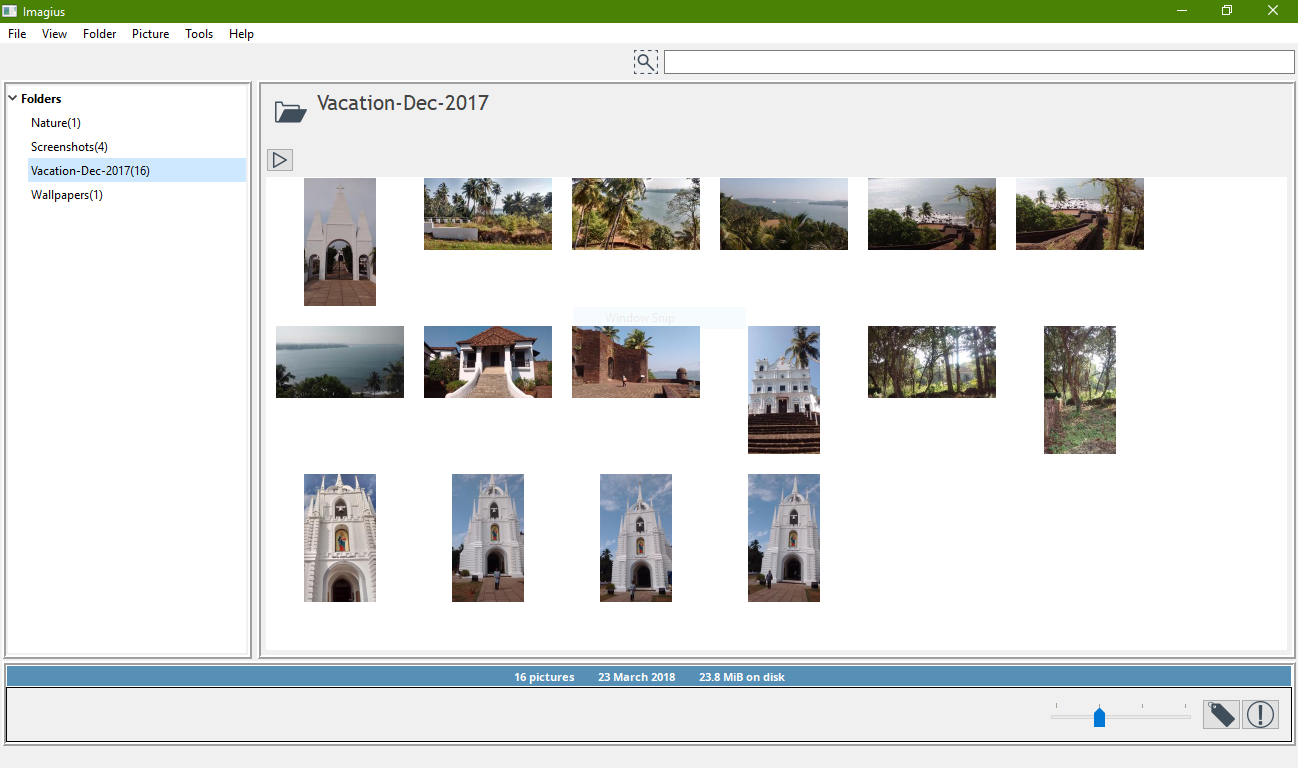 Imagius
File View Folder Picture Tools Help
Folders
Nature(1)
Screenshots(4)
Vacation-Dec-2017(16)
Wallpapers(1)
Vacation-Dec-2017
Window Snip
16 pictures 23 March 2018 23.8 MiB on disk